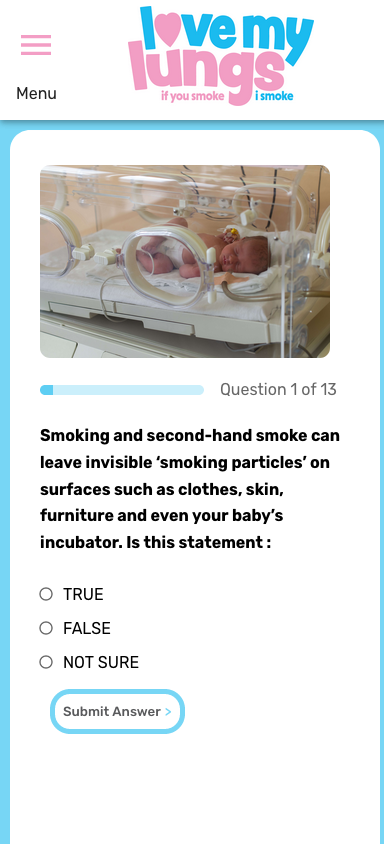 love my
lungs
if you smoke i smoke
Menu
Question 1 of 13
Smoking and second-hand smoke can
leave invisible ‘smoking particles’ on
surfaces such as clothes, skin,
furniture and even your baby’s
incubator. Is this statement :
TRUE
FALSE
NOT SURE
Submit Answer >